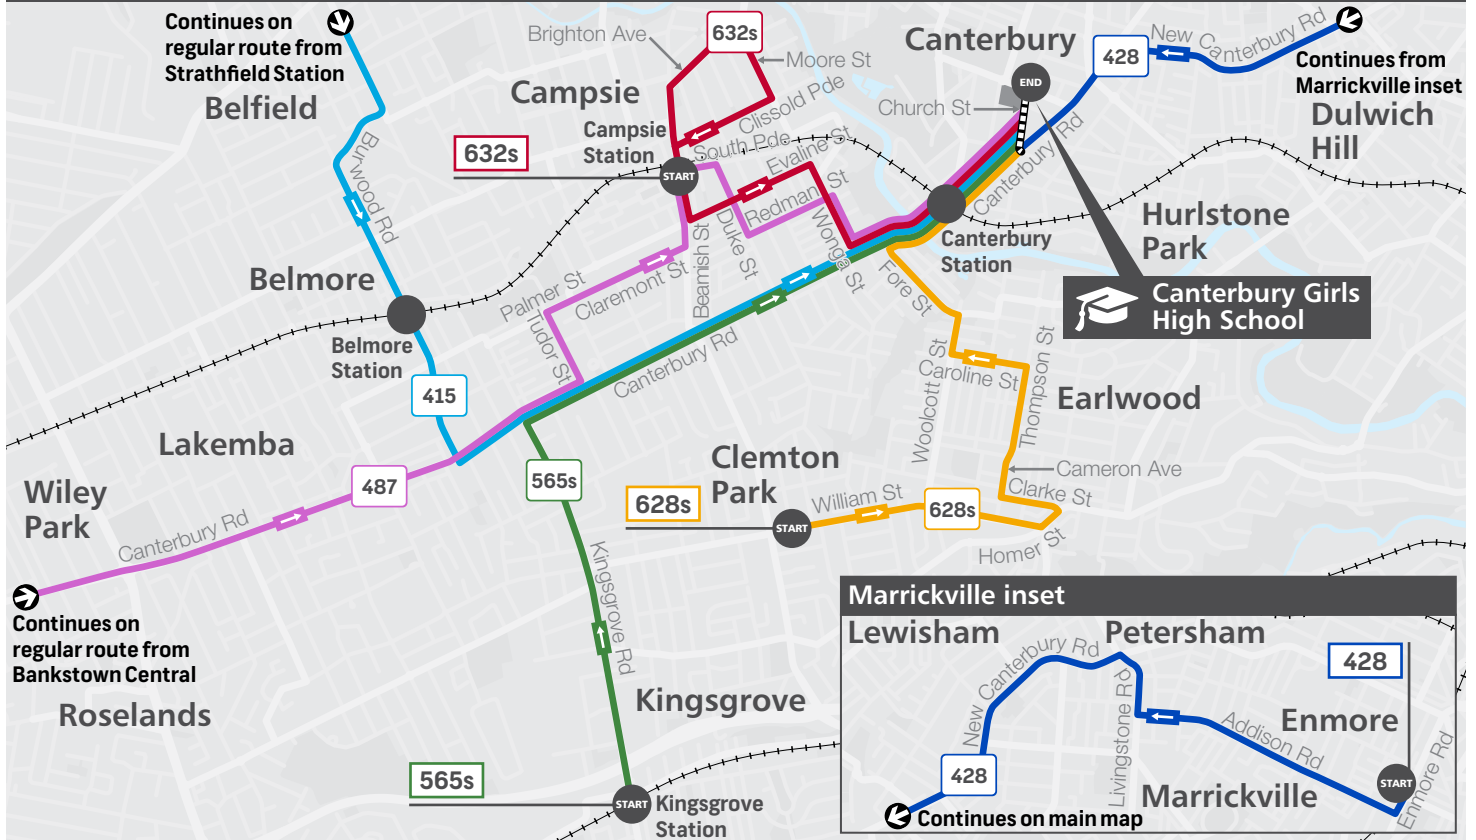 Continues on
regular route from
Strathfield Station
Belfield
Brighton Ave
632s
Moore St
Campsie
Clissold Pde
Campsie
Station
632s
South Pde
START
Evaline St
Redman St
Duke St
Wonga St
Beamish St
Canterbury
428
New Canterbury Rd
Continues from
Marrickville inset
END
Church St
Canterbury Rd
Dulwich
Hill
Hurlstone
Park
Canterbury
Station
Canterbury Girls
High School
Burwood Rd
Belmore
Belmore
Station
415
Palmer St
Claremont St
Tudor St
Canterbury Rd
Fore St
Woolcott St
Caroline St
Thompson St
Earlwood
Cameron Ave
Clarke St
Lakemba
Wiley
Park
487
Canterbury Rd
565s
Clemton
Park
628s
START
William St
628s
Homer St
Continues on
regular route from
Bankstown Central
Roselands
Kingsgrove Rd
Kingsgrove
565s
START
Kingsgrove
Station
Marrickville inset
Lewisham
Petersham
428
New Canterbury Rd
Livingstone Rd
Addison Rd
Enmore
START
Enmore Rd
428
Marrickville
Continues on main map